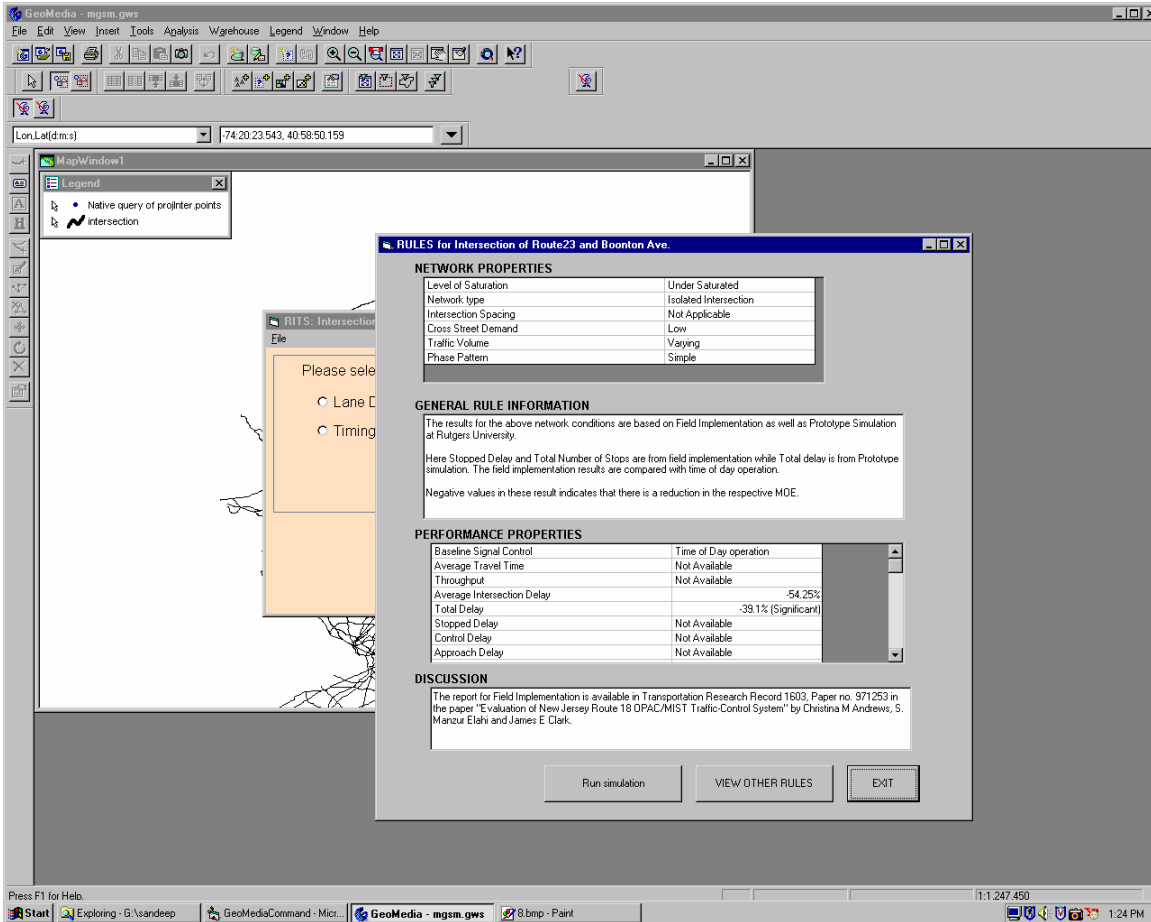 GeoMedia - mgsm.gws
File Edit View Insert Tools Analysis Warehouse Legend Window Help
Lon,Lat(d:m:s) -74:20:23.543, 40:58:50.159
MapWindow1
Legend
Native query of projInter.points
intersection
RITS: Intersection
File
Please sele
Lane D
Timing
RULES for Intersection of Route23 and Boonton Ave.
NETWORK PROPERTIES
Level of Saturation Under Saturated
Network type Isolated Intersection
Intersection Spacing Not Applicable
Cross Street Demand Low
Traffic Volume Varying
Phase Pattern Simple
GENERAL RULE INFORMATION
The results for the above network conditions are based on Field Implementation as well as Prototype Simulation
at Rutgers University.
Here Stopped Delay and Total Number of Stops are from field implementation while Total delay is from Prototype
simulation. The field implementation results are compared with time of day operation.
Negative values in these result indicates that there is a reduction in the respective MOE.
PERFORMANCE PROPERTIES
Baseline Signal Control Time of Day operation
Average Travel Time Not Available
Throughput Not Available
Average Intersection Delay -54.25%
Total Delay -39.1% (Significant)
Stopped Delay Not Available
Control Delay Not Available
Approach Delay Not Available
DISCUSSION
The report for Field Implementation is available in Transportation Research Record 1603, Paper no. 971253 in
the paper "Evaluation of New Jersey Route 18 OPAC/MIST Traffic-Control System" by Christina M Andrews, S.
Manzur Elahi and James E Clark.
Run simulation VIEW OTHER RULES EXIT
Press F1 for Help. 1:1,247,450
Start Exploring - G:\sandeep GeoMediaCommand - Micr... GeoMedia - mgsm.gws 8.bmp - Paint 1:24 PM